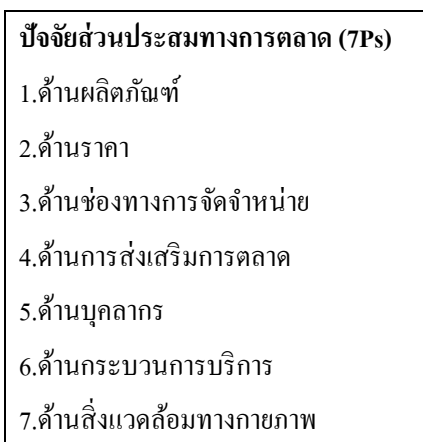 ปัจจัยส่วนประสมทางการตลาด (7Ps)
1.ด้านผลิตภัณฑ์
2.ด้านราคา
3.ด้านช่องทางการจัดจำหน่าย
4.ด้านการส่งเสริมการตลาด
5.ด้านบุคลากร
6.ด้านกระบวนการบริการ
7.ด้านสิ่งแวดล้อมทางกายภาพ